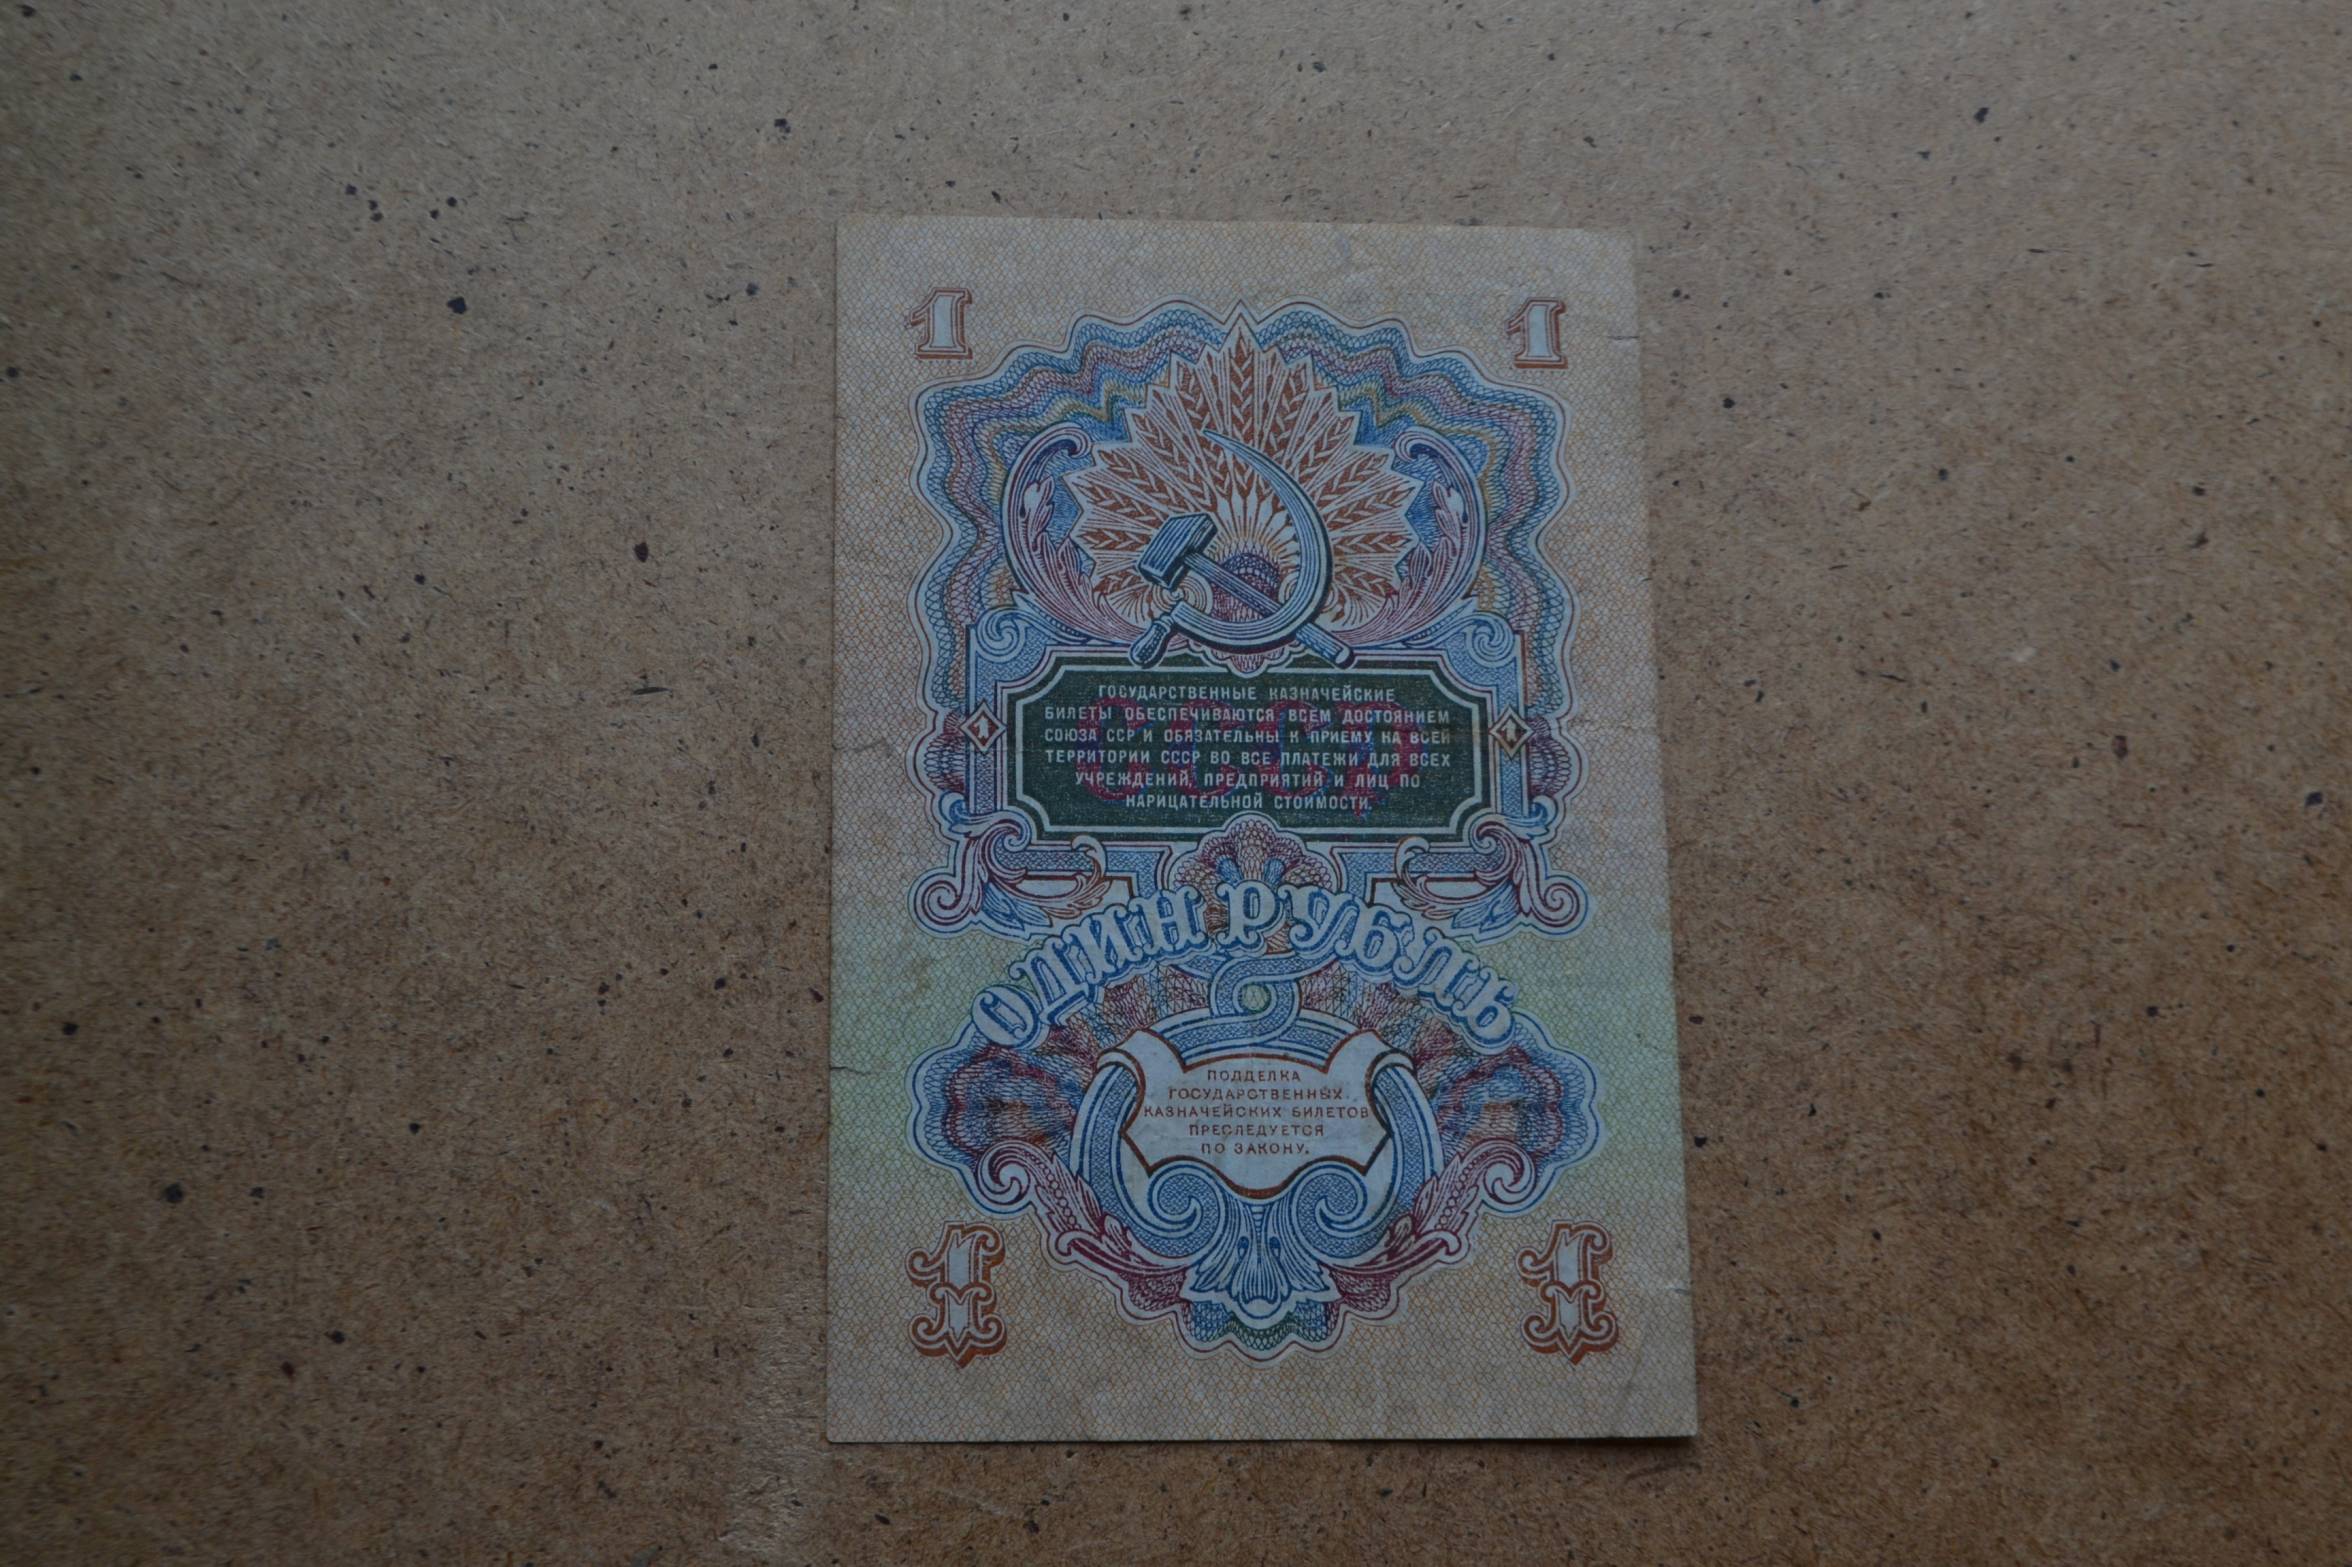 1 1
ГОСУДАРСТВЕННЫЕ КАЗНАЧЕЙСКИЕ
БИЛЕТЫ ОБЕСПЕЧИВАЮТСЯ ВСЕМ ДОСТОЯНИЕМ
СОЮЗА ССР И ОБЯЗАТЕЛЬНЫ К ПРИЕМУ НА ВСЕЙ
ТЕРРИТОРИИ СССР ВО ВСЕ ПЛАТЕЖИ ДЛЯ ВСЕХ
УЧРЕЖДЕНИЙ, ПРЕДПРИЯТИЙ И ЛИЦ ПО
НАРИЦАТЕЛЬНОЙ СТОИМОСТИ.
СССР
1 1
ОДИН РУБЛЬ
ПОДДЕЛКА
ГОСУДАРСТВЕННЫХ
КАЗНАЧЕЙСКИХ БИЛЕТОВ
ПРЕСЛЕДУЕТСЯ
ПО ЗАКОНУ.
1 1